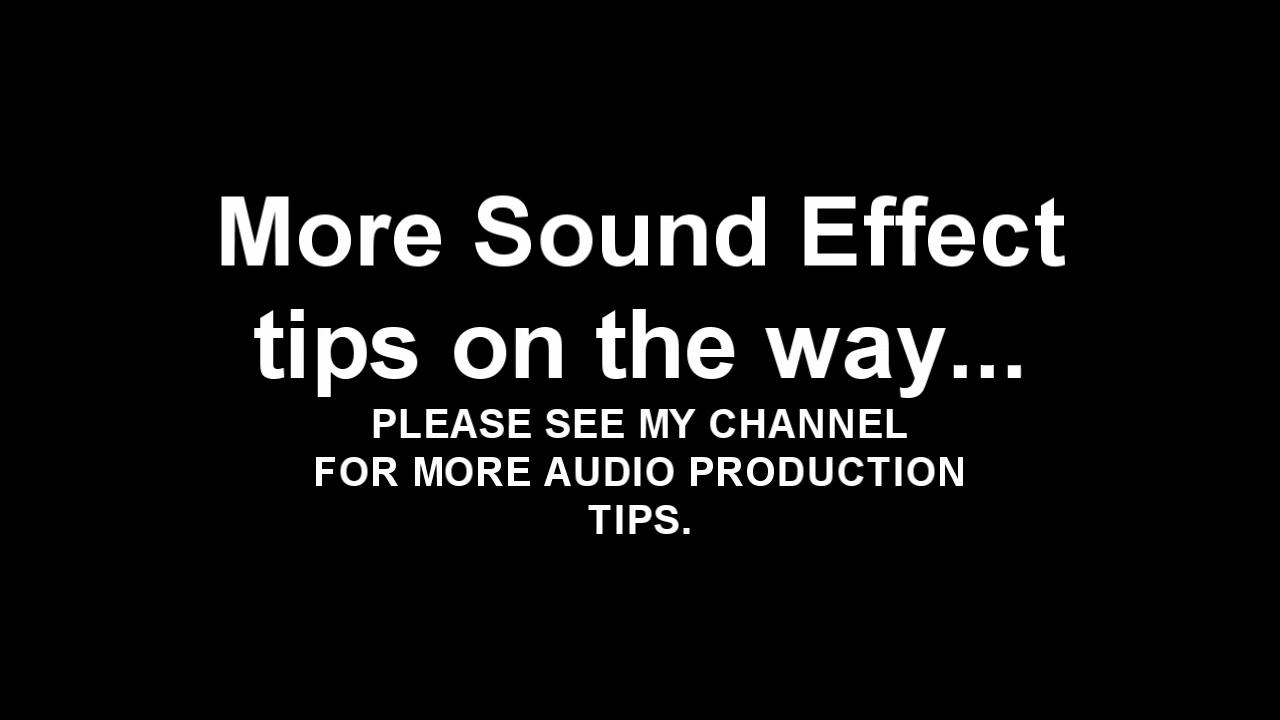 More Sound Effect
tips on the way...
PLEASE SEE MY CHANNEL
FOR MORE AUDIO PRODUCTION
TIPS.